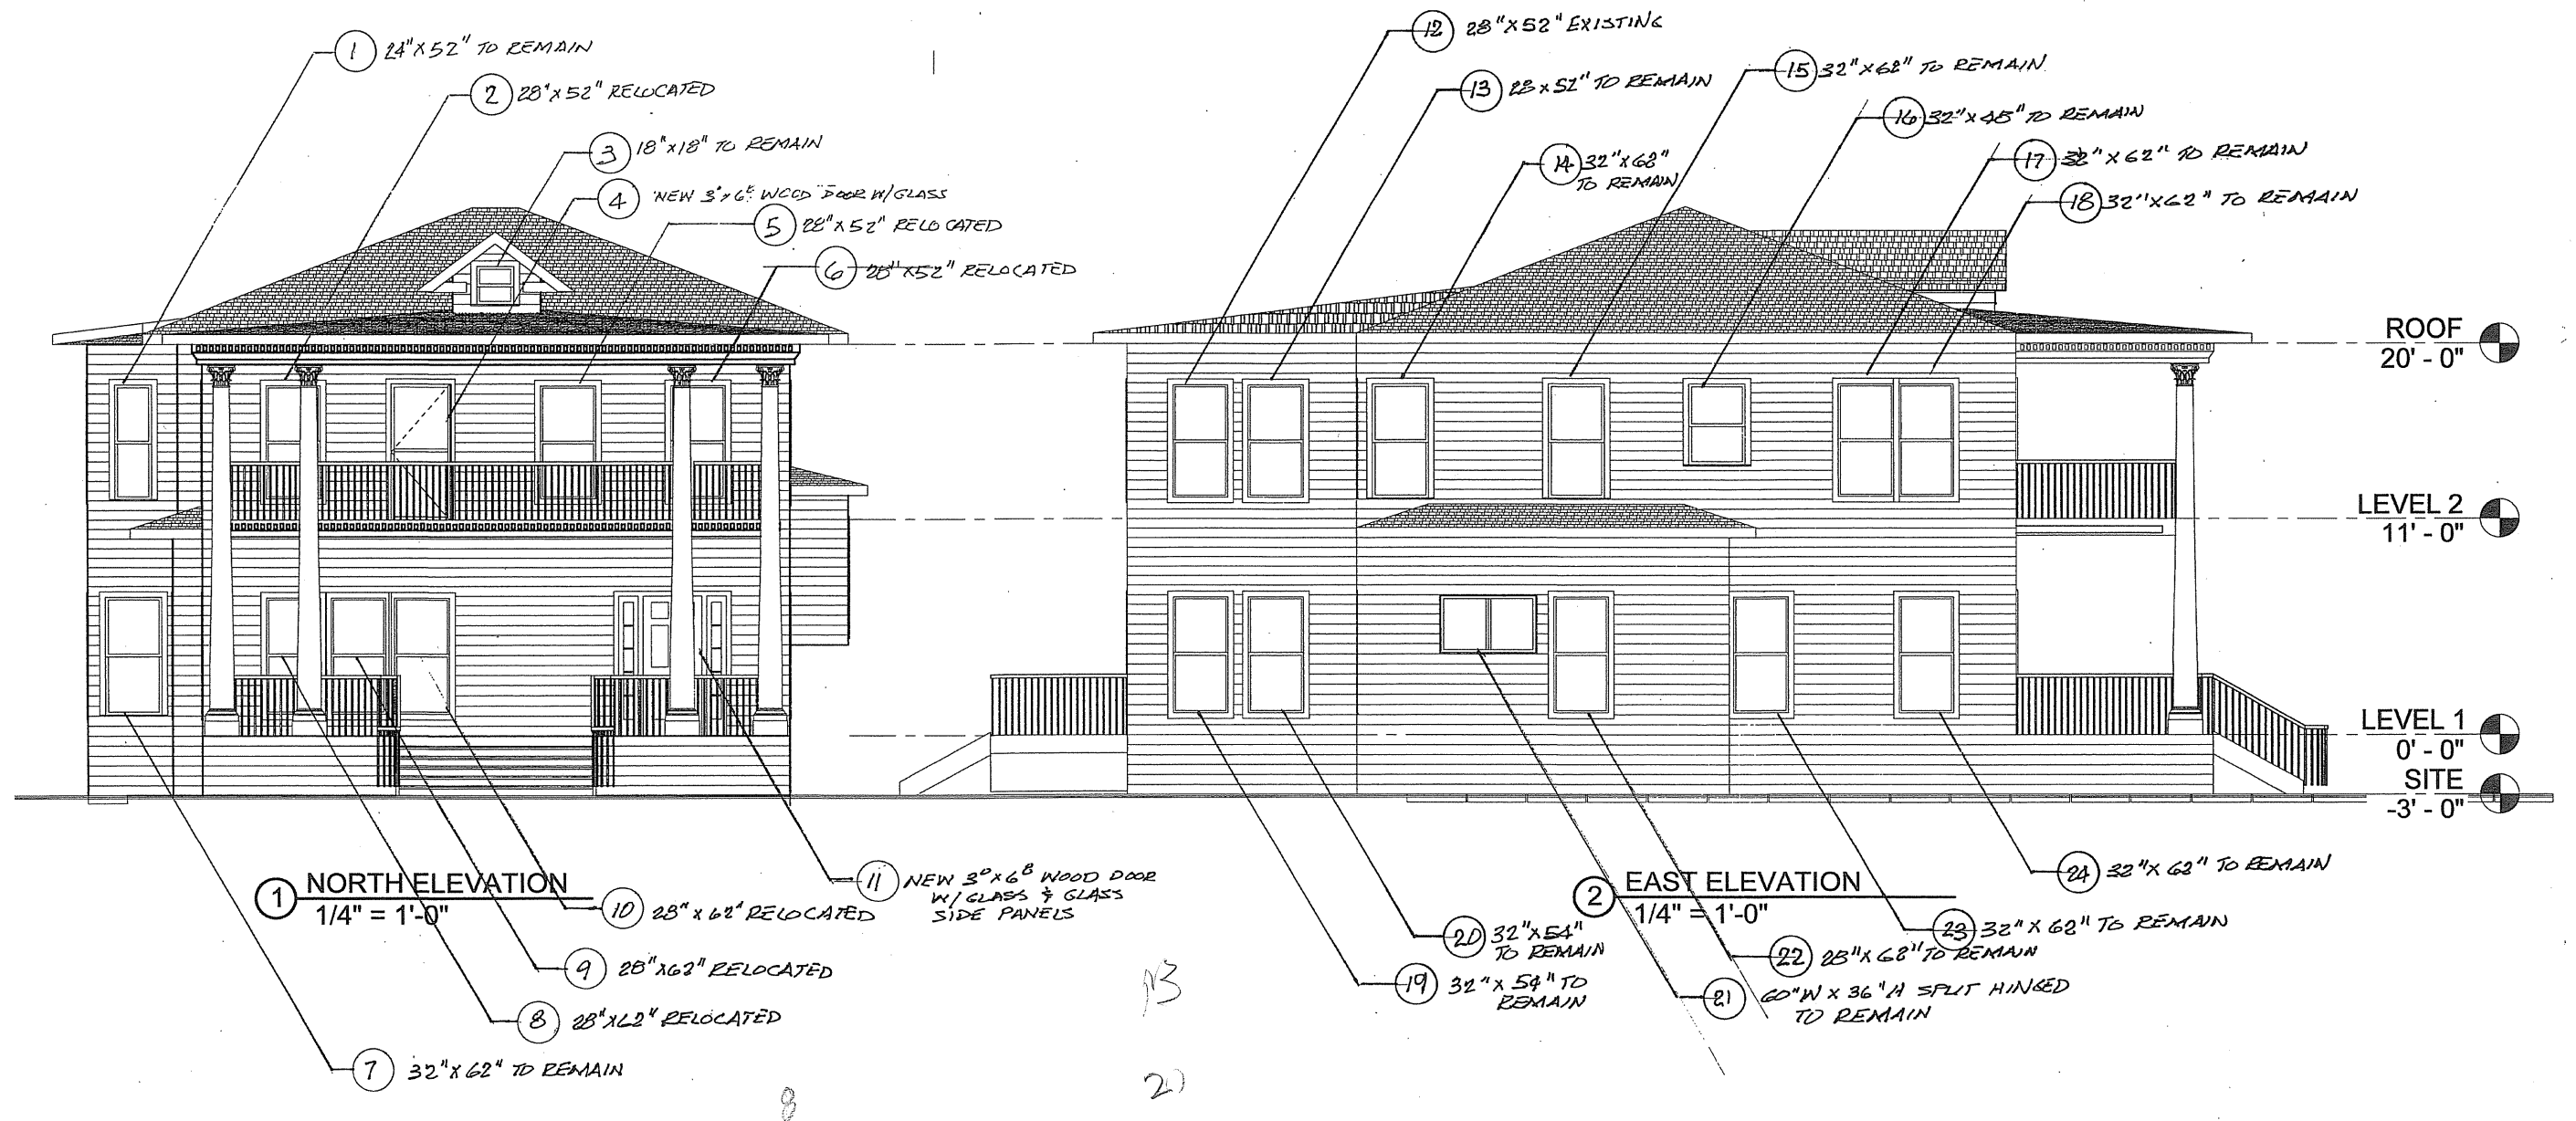 1 24"X52" TO REMAIN
2 28"X52" RELOCATED
3 18"X18" TO REMAIN
4 NEW WOOD DOOR W/GLASS
5 28"X52" RELOCATED
6 28"X52" RELOCATED
12 28"X52" EXISTING
13 28X52" TO REMAIN
14 32"X62"
TO REMAIN
15 32"X62" TO REMAIN
16 32"X45" TO REMAIN
17 32"X62" TO REMAIN
18 32"X62" TO REMAIN
ROOF
20' - 0"
LEVEL 2
11' - 0"
LEVEL 1
0' - 0"
SITE
-3' - 0"
1 NORTH ELEVATION
1/4" = 1'-0"
7 32"X62" TO REMAIN
8 28"X62" RELOCATED
9 28"X62" RELOCATED
10 28"X62" RELOCATED
11 NEW 3⁰X6⁸ WOOD DOOR
W/ GLASS & GLASS
SIDE PANELS
2 EAST ELEVATION
1/4" = 1'-0"
19 32"X54" TO
REMAIN
20 32"X54"
TO REMAIN
21 60"W X 36"H SPLIT HINGED
TO REMAIN
22 28"X62" TO REMAIN
23 32"X62" TO REMAIN
24 32"X62" TO REMAIN
8